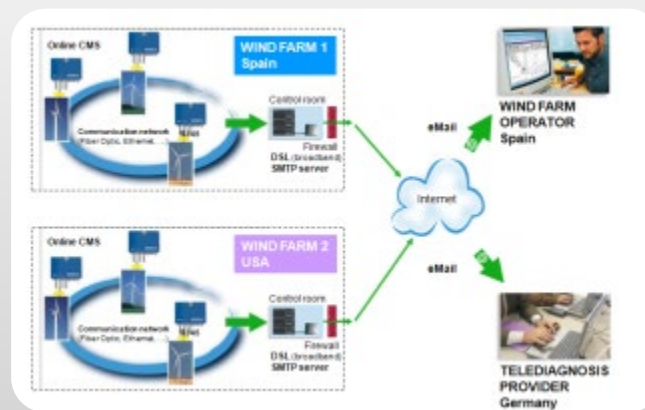 Online CMS
WIND FARM 1
Spain
Control room
Communication network
(Fiber Optic, Ethernet, ...)
Firewall
DSL (broadband)
SMTP server
eMail
WIND FARM
OPERATOR
Spain
Internet
Online CMS
WIND FARM 2
USA
Control room
Communication network
(Fiber Optic, Ethernet, ...)
Firewall
DSL (broadband)
SMTP server
eMail
TELEDIAGNOSIS
PROVIDER
Germany